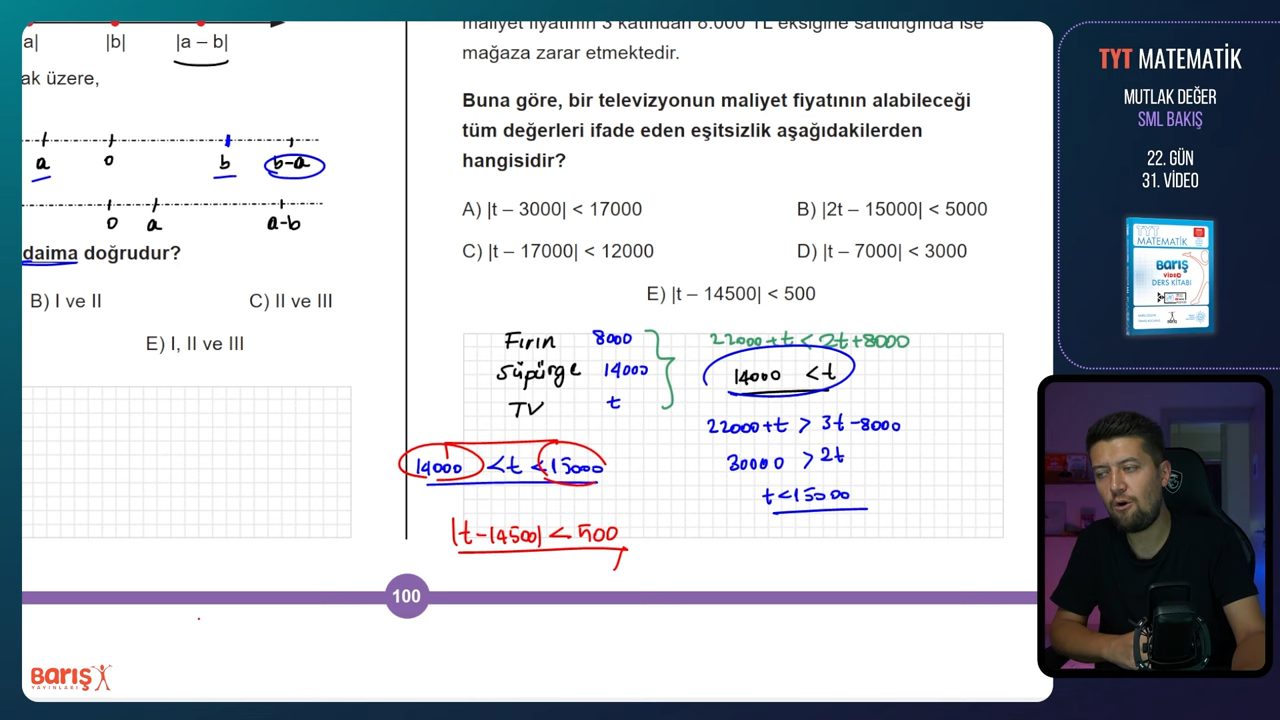 a|
|b|
|a – b|
ak üzere,
a
0
b
b-a
0
a
a-b
daima doğrudur?
B) I ve II
C) II ve III
E) I, II ve III
maliyet fiyatının 3 katından 8.000 TL eksiğine satıldığında ise
mağaza zarar etmektedir.
Buna göre, bir televizyonun maliyet fiyatının alabileceği
tüm değerleri ifade eden eşitsizlik aşağıdakilerden
hangisidir?
A) |t – 3000| < 17000
B) |2t – 15000| < 5000
C) |t – 17000| < 12000
D) |t – 7000| < 3000
E) |t – 14500| < 500
Fırın 8000
Süpürge 14000
TV t
22000+t < 2t+8000
14000 < t
22000+t > 3t-8000
30000 > 2t
t < 15000
14000 < t < 15000
|t-14500| < 500
100
BARIŞ
YAYINLARI
TYT MATEMATİK
MUTLAK DEĞER
SML BAKIŞ
22. GÜN
31. VİDEO
TYT
MATEMATİK
BARIŞ
VİDEO
DERS KİTABI